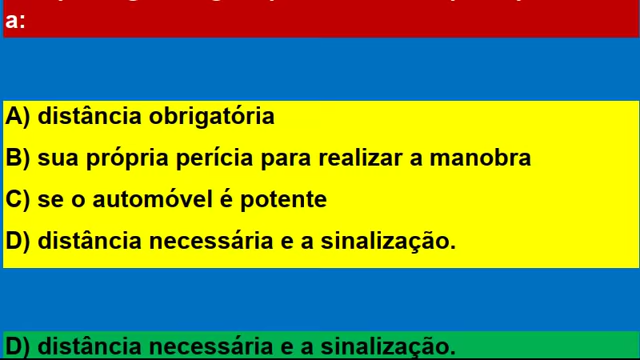 a:
A) distância obrigatória
B) sua própria perícia para realizar a manobra
C) se o automóvel é potente
D) distância necessária e a sinalização.
D) distância necessária e a sinalização.